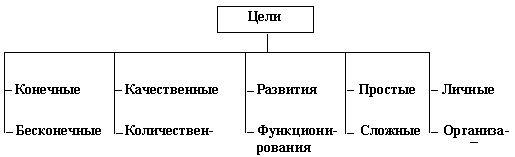 Цели
– Конечные – Качественные – Развития – Простые – Личные
– Бесконечные – Количествен- – Функциони- – Сложные – Организа-
рования